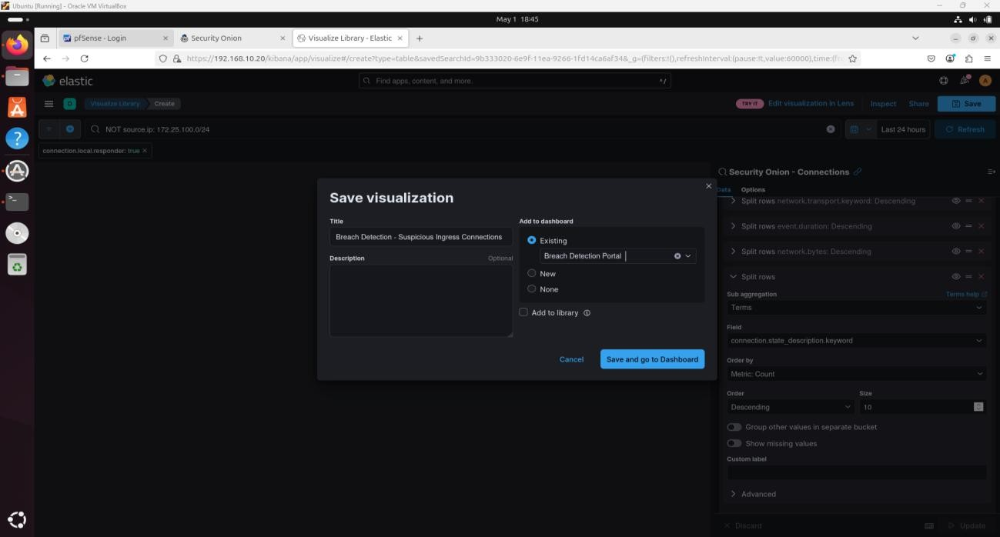 Ubuntu [Running] - Oracle VM VirtualBox
May 1 18:45
pfSense - Login
Security Onion
Visualize Library - Elastic
https://192.168.10.20/kibana/app/visualize#/create?type=table&savedSearchId=9b333020-6e9f-11ea-9266-1fd14ca6af34&_g=(filters:!(),refreshInterval:(pause:!t,value:60000),time:(fr
elastic
Find apps, content, and more.
^/
D
Visualize Library
Create
TRY IT
Edit visualization in Lens
Inspect
Share
Save
A
NOT source.ip: 172.25.100.0/24
Last 24 hours
Refresh
connection.local.responder: true
Security Onion - Connections
Data
Options
Split rows network.transport.keyword: Descending
Split rows event.duration: Descending
Split rows network.bytes: Descending
Split rows
Sub aggregation
Terms help
Terms
Field
connection.state_description.keyword
Order by
Metric: Count
Order
Size
Descending
10
Group other values in separate bucket
Show missing values
Custom label
Advanced
Discard
Update
Save visualization
Title
Breach Detection - Suspicious Ingress Connections
Description
Optional
Add to dashboard
Existing
Breach Detection Portal
New
None
Add to library
Cancel
Save and go to Dashboard